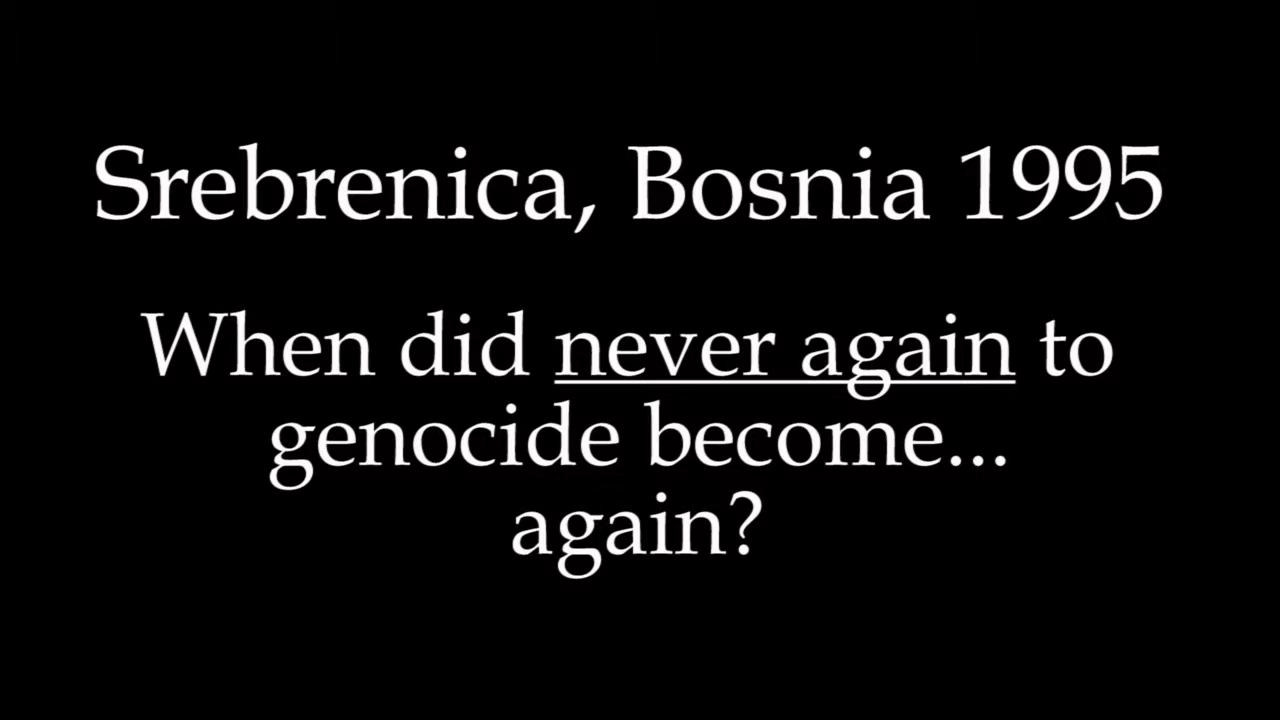 Srebrenica, Bosnia 1995
When did never again to
genocide become...
again?